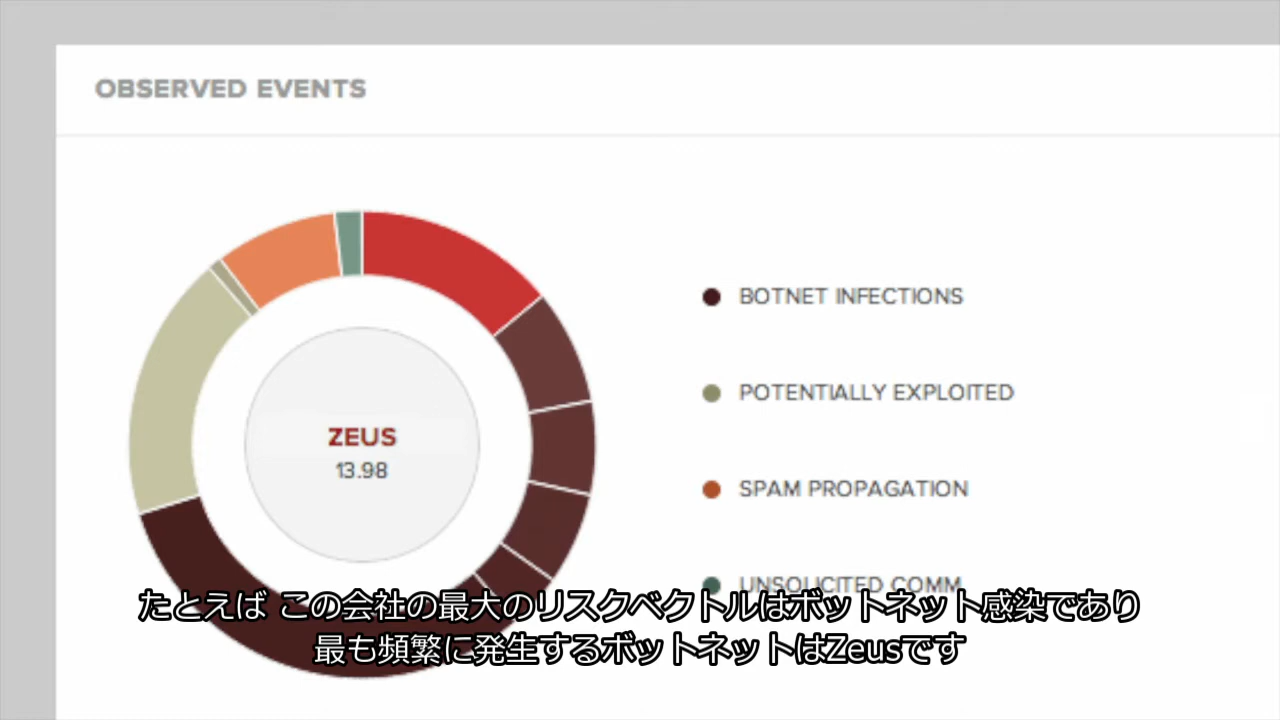 OBSERVED EVENTS
ZEUS
13.98
BOTNET INFECTIONS
POTENTIALLY EXPLOITED
SPAM PROPAGATION
UNSOLICITED COMM
たとえば この会社の最大のリスクベクトルはボットネット感染であり
最も頻繁に発生するボットネットはZeusです